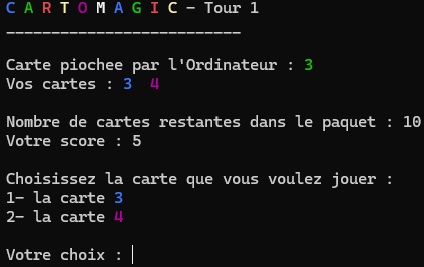 C A R T O M A G I C - Tour 1
__________________________
Carte piochee par l'Ordinateur : 3
Vos cartes : 3 4
Nombre de cartes restantes dans le paquet : 10
Votre score : 5
Choisissez la carte que vous voulez jouer :
1- la carte 3
2- la carte 4
Votre choix :